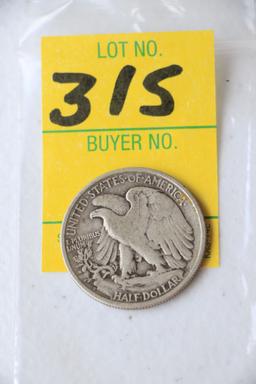 LOT NO.
315
BUYER NO.
UNITED STATES OF AMERICA
E PLURIBUS
UNUM
HALF DOLLAR